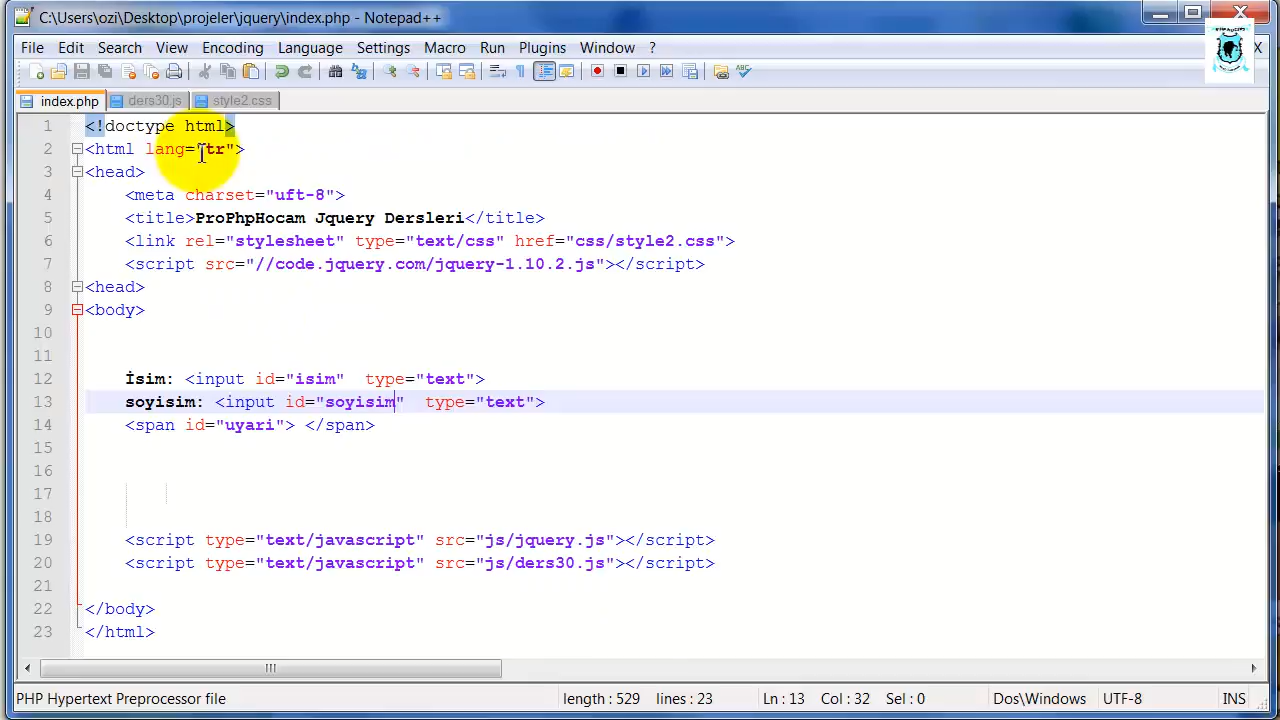 C:\Users\ozi\Desktop\projeler\jquery\index.php - Notepad++
File Edit Search View Encoding Language Settings Macro Run Plugins Window ? X
index.php ders30.js style2.css
1 <!doctype html>
2 <html lang="tr">
3 <head>
4 <meta charset="uft-8">
5 <title>ProPhpHocam Jquery Dersleri</title>
6 <link rel="stylesheet" type="text/css" href="css/style2.css">
7 <script src="//code.jquery.com/jquery-1.10.2.js"></script>
8 <head>
9 <body>
10
11
12 İsim: <input id="isim"  type="text">
13 soyisim: <input id="soyisim"  type="text">
14 <span id="uyari"> </span>
15
16
17
18
19 <script type="text/javascript" src="js/jquery.js"></script>
20 <script type="text/javascript" src="js/ders30.js"></script>
21
22 </body>
23 </html>
PHP Hypertext Preprocessor file length : 529 lines : 23 Ln : 13 Col : 32 Sel : 0 Dos\Windows UTF-8 INS